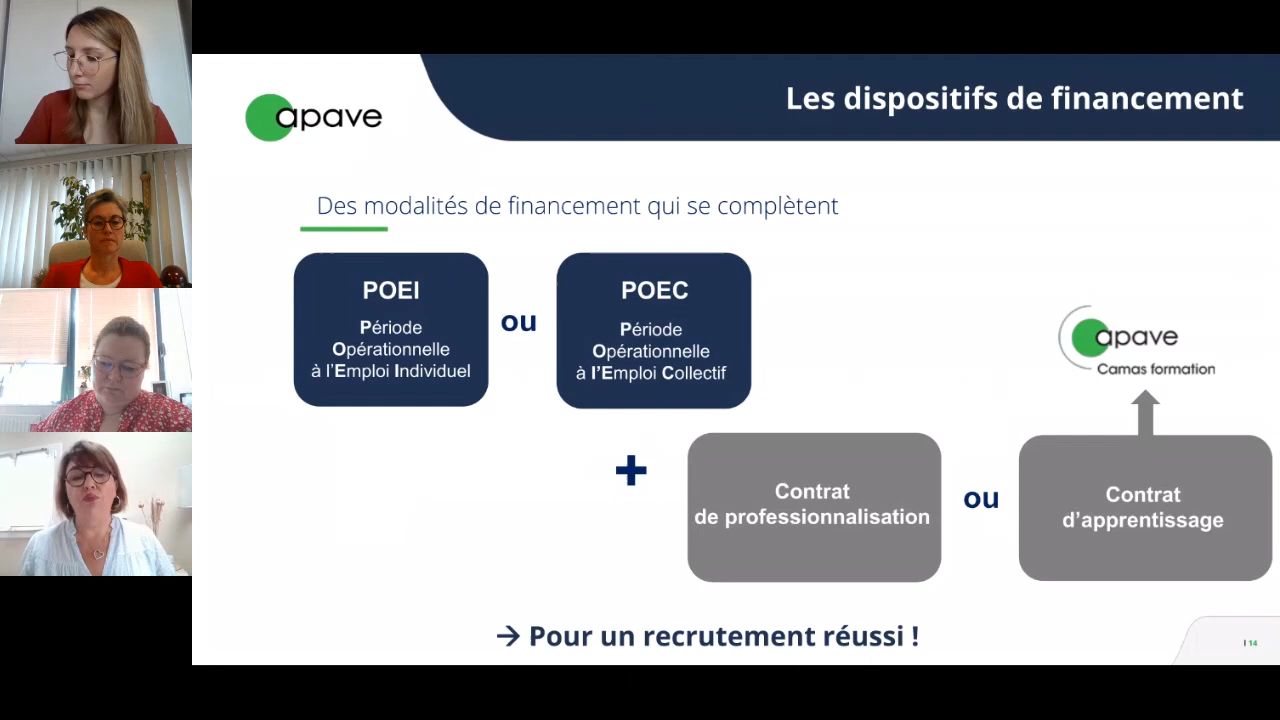 apave
Les dispositifs de financement
Des modalités de financement qui se complètent
POEI
Période
Opérationnelle
à l'Emploi Individuel
ou
POEC
Période
Opérationnelle
à l'Emploi Collectif
apave
Camas formation
+
Contrat
de professionnalisation
ou
Contrat
d'apprentissage
→ Pour un recrutement réussi !
I 14